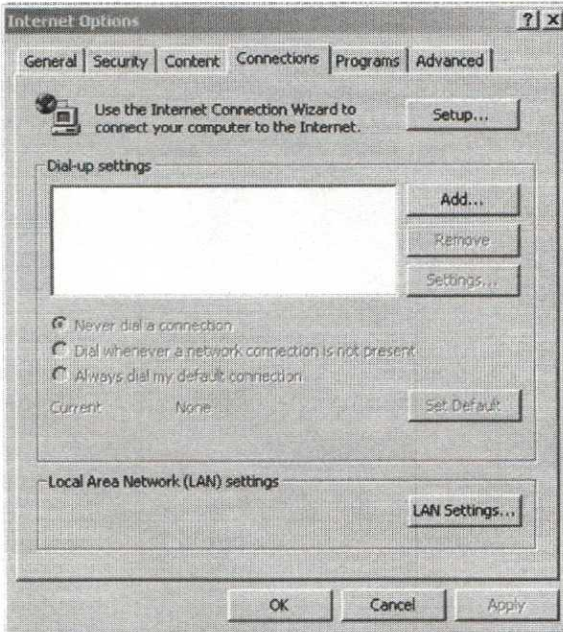 Internet Options
? X
General Security Content Connections Programs Advanced
Use the Internet Connection Wizard to
connect your computer to the Internet.
Setup...
Dial-up settings
Add...
Remove
Settings...
Never dial a connection
Dial whenever a network connection is not present
Always dial my default connection
Current None
Set Default
Local Area Network (LAN) settings
LAN Settings...
OK Cancel Apply